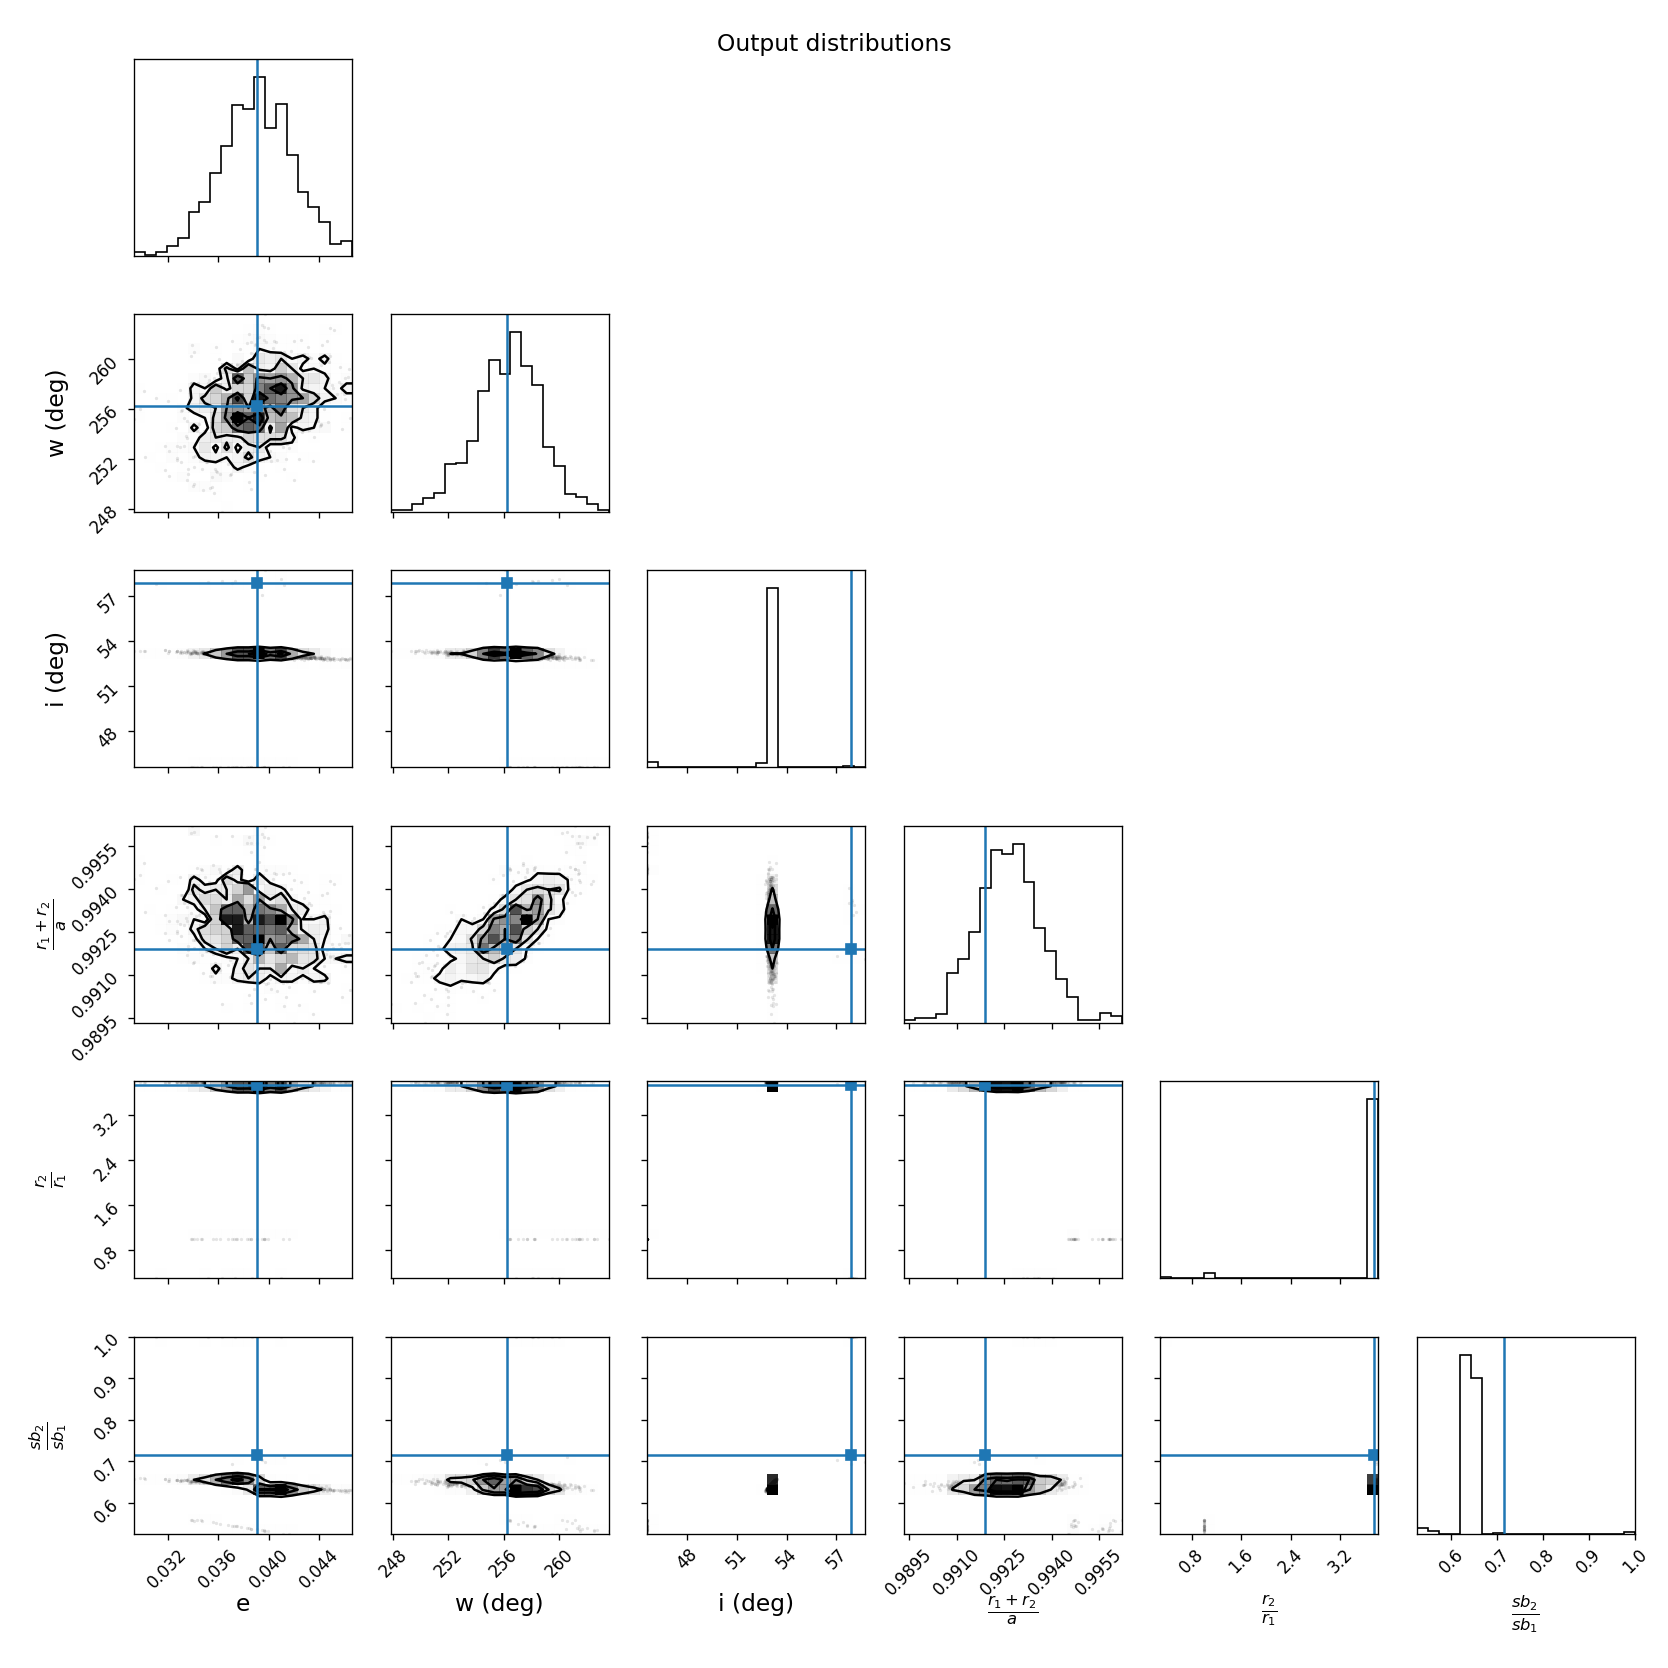 Output distributions
w (deg)
260
256
252
248
i (deg)
57
54
51
48
r₁ + r₂
a
0.9955
0.9940
0.9925
0.9910
0.9895
r₂
r₁
3.2
2.4
1.6
0.8
sb₂
sb₁
1.0
0.9
0.8
0.7
0.6
0.032 0.036 0.040 0.044
248 252 256 260
48 51 54 57
0.9895 0.9910 0.9925 0.9940 0.9955
0.8 1.6 2.4 3.2
0.6 0.7 0.8 0.9 1.0
e
w (deg)
i (deg)
r₁ + r₂
a
r₂
r₁
sb₂
sb₁